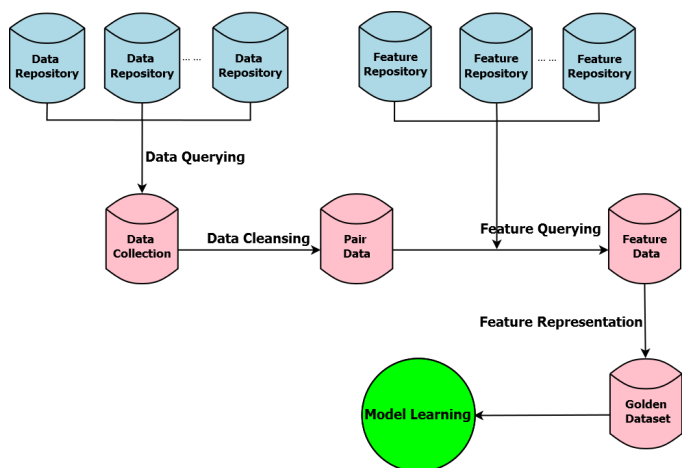 Data
Repository
Data
Repository
... ...
Data
Repository
Feature
Repository
Feature
Repository
... ...
Feature
Repository
Data Querying
Data
Collection
Data Cleansing
Pair
Data
Feature Querying
Feature
Data
Feature Representation
Model Learning
Golden
Dataset